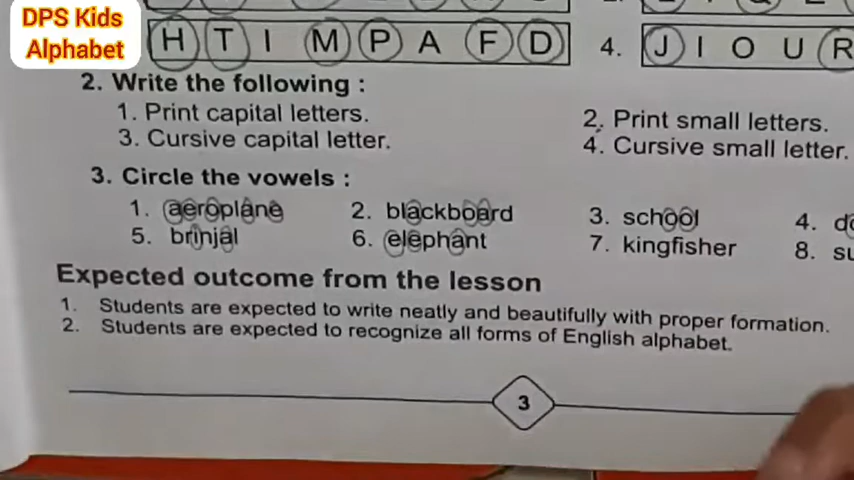 DPS Kids
Alphabet
H T I M P A F D
4. J I O U R
2. Write the following :
1. Print capital letters.
2. Print small letters.
3. Cursive capital letter.
4. Cursive small letter.
3. Circle the vowels :
1. aeroplane 2. blackboard 3. school 4.
5. brinjal 6. elephant 7. kingfisher 8.
Expected outcome from the lesson
1. Students are expected to write neatly and beautifully with proper formation.
2. Students are expected to recognize all forms of English alphabet.
3